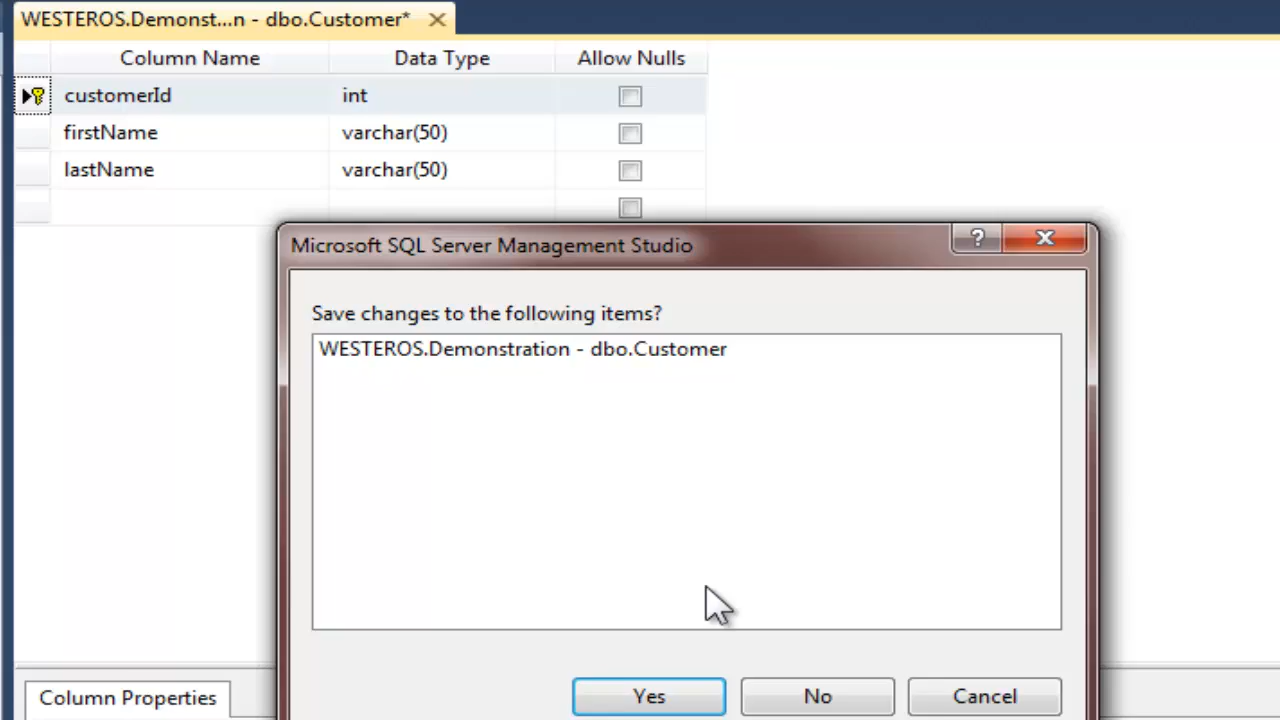 WESTEROS.Demonst...n - dbo.Customer*
Column Name Data Type Allow Nulls
customerId int
firstName varchar(50)
lastName varchar(50)
Microsoft SQL Server Management Studio
Save changes to the following items?
WESTEROS.Demonstration - dbo.Customer
Yes No Cancel
Column Properties